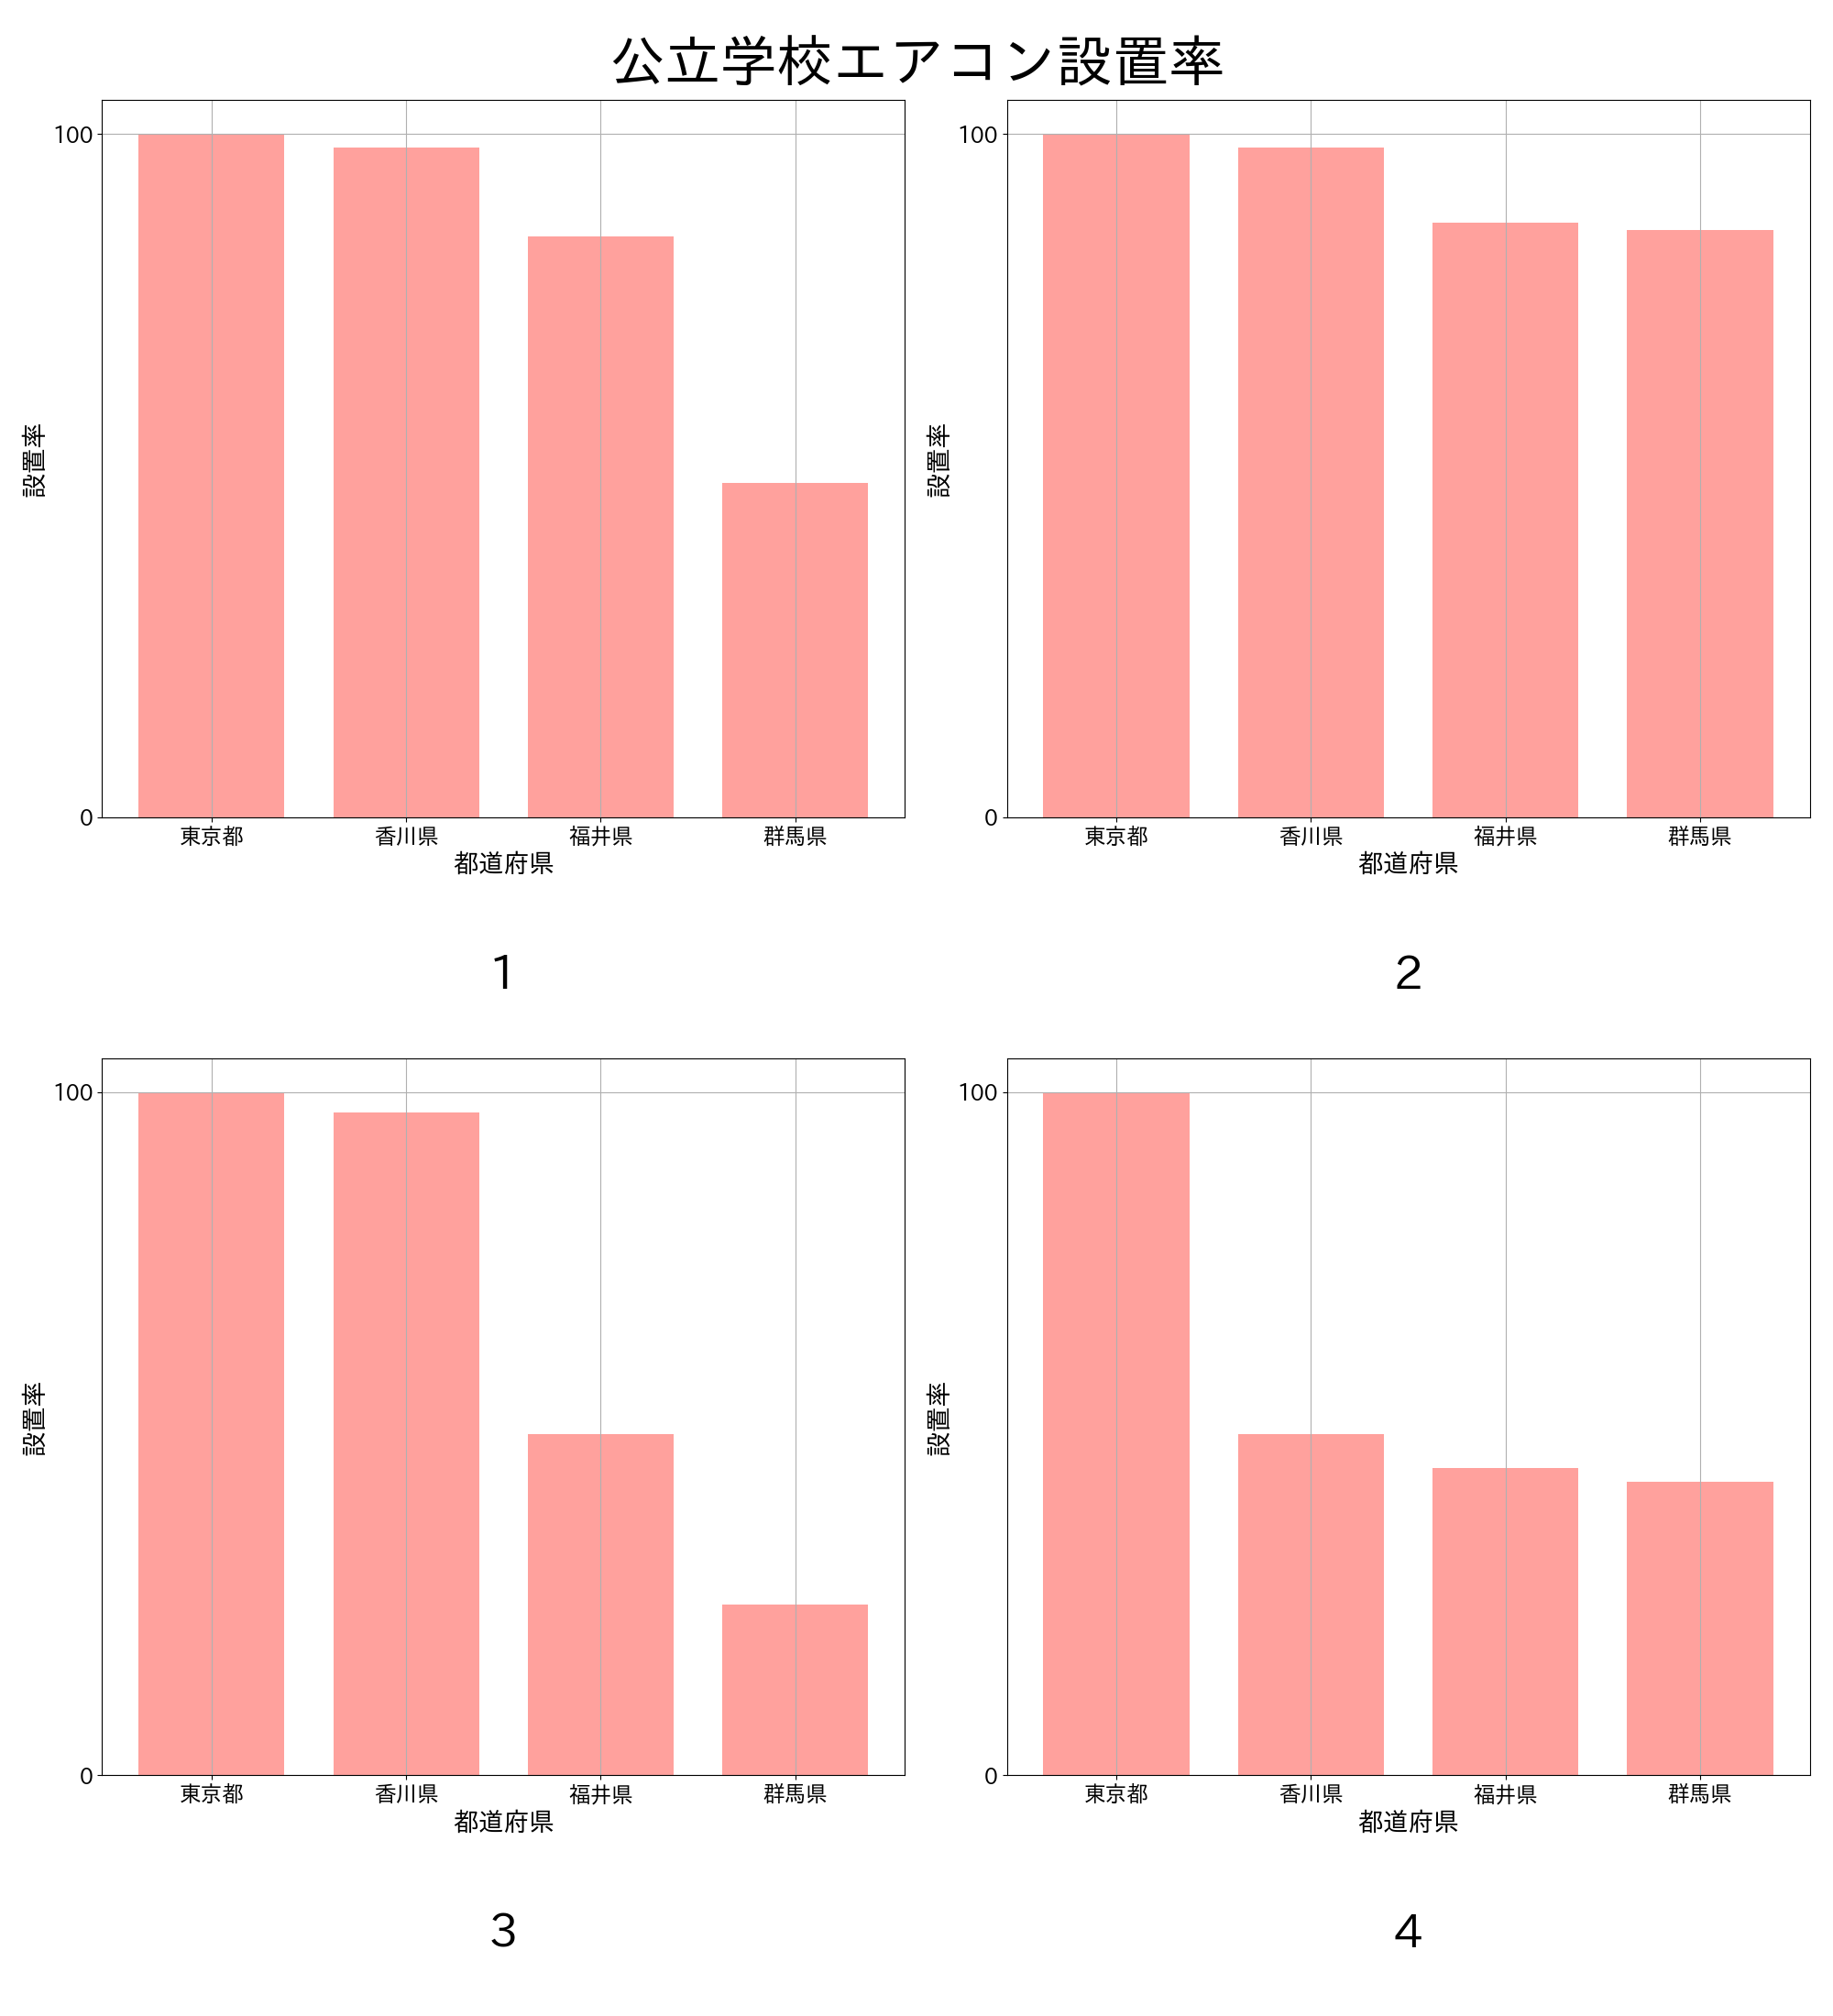 公立学校エアコン設置率
100
0
設置率
東京都 香川県 福井県 群馬県
都道府県
1
100
0
設置率
東京都 香川県 福井県 群馬県
都道府県
2
100
0
設置率
東京都 香川県 福井県 群馬県
都道府県
3
100
0
設置率
東京都 香川県 福井県 群馬県
都道府県
4